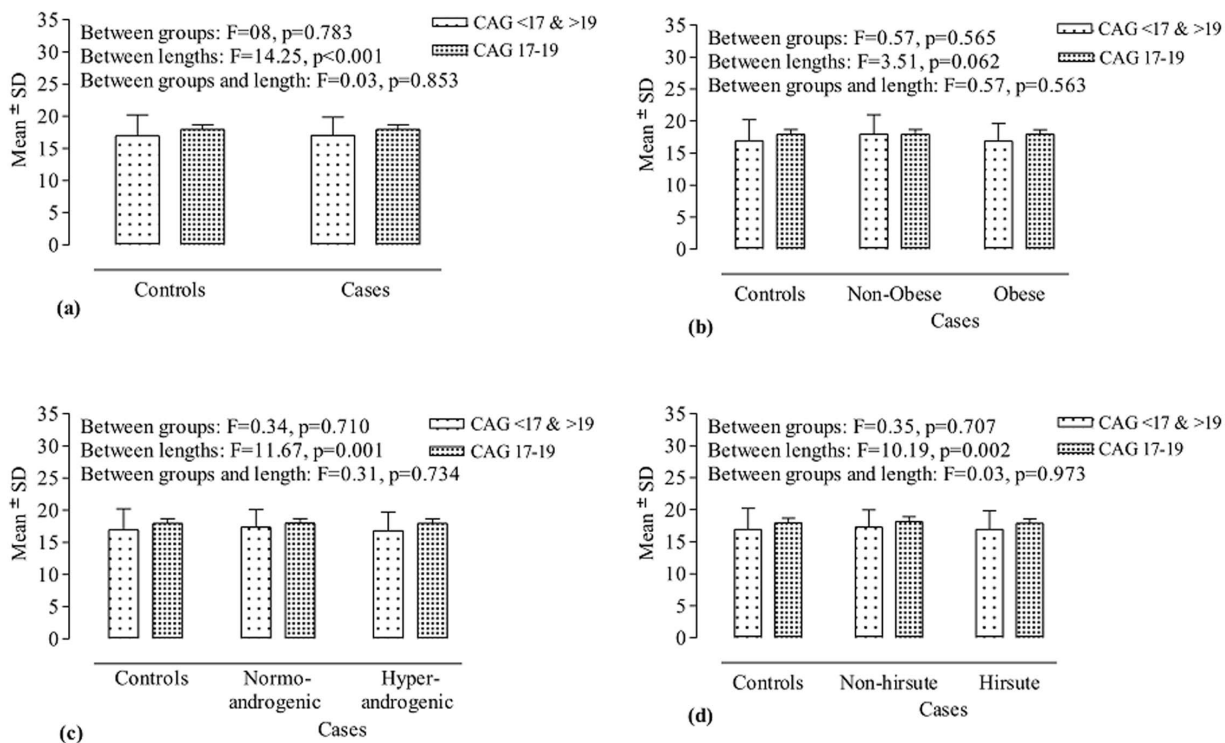 35
30
25
20
15
10
5
0
Mean ± SD
Between groups: F=08, p=0.783
Between lengths: F=14.25, p<0.001
Between groups and length: F=0.03, p=0.853
CAG <17 & >19
CAG 17-19
Controls Cases
(a)
35
30
25
20
15
10
5
0
Mean ± SD
Between groups: F=0.57, p=0.565
Between lengths: F=3.51, p=0.062
Between groups and length: F=0.57, p=0.563
CAG <17 & >19
CAG 17-19
Controls Non-Obese Obese
Cases
(b)
35
30
25
20
15
10
5
0
Mean ± SD
Between groups: F=0.34, p=0.710
Between lengths: F=11.67, p=0.001
Between groups and length: F=0.31, p=0.734
CAG <17 & >19
CAG 17-19
Controls Normo- Hyper-
androgenic androgenic
Cases
(c)
35
30
25
20
15
10
5
0
Mean ± SD
Between groups: F=0.35, p=0.707
Between lengths: F=10.19, p=0.002
Between groups and length: F=0.03, p=0.973
CAG <17 & >19
CAG 17-19
Controls Non-hirsute Hirsute
Cases
(d)